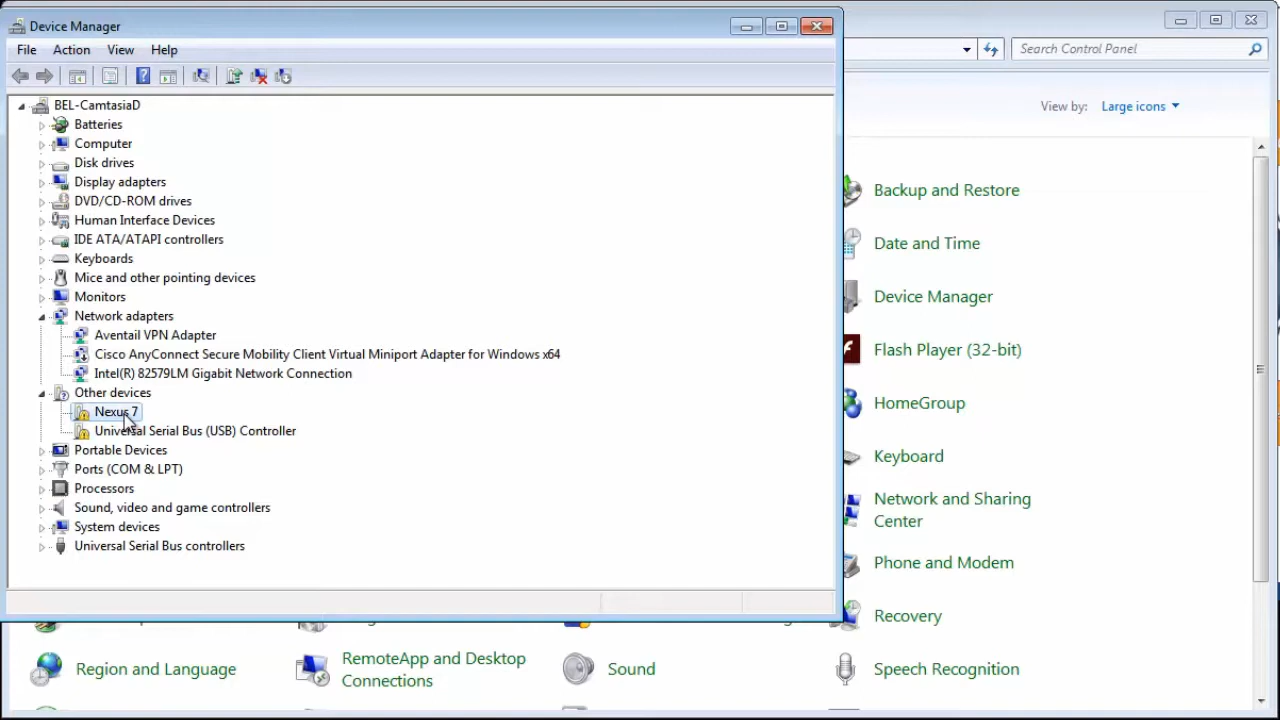 Device Manager
File Action View Help
Search Control Panel
View by: Large icons
BEL-CamtasiaD
Batteries
Computer
Disk drives
Display adapters
DVD/CD-ROM drives
Human Interface Devices
IDE ATA/ATAPI controllers
Keyboards
Mice and other pointing devices
Monitors
Network adapters
Aventail VPN Adapter
Cisco AnyConnect Secure Mobility Client Virtual Miniport Adapter for Windows x64
Intel(R) 82579LM Gigabit Network Connection
Other devices
Nexus 7
Universal Serial Bus (USB) Controller
Portable Devices
Ports (COM & LPT)
Processors
Sound, video and game controllers
System devices
Universal Serial Bus controllers
Backup and Restore
Date and Time
Device Manager
Flash Player (32-bit)
HomeGroup
Keyboard
Network and Sharing
Center
Phone and Modem
Recovery
Region and Language
RemoteApp and Desktop
Connections
Sound
Speech Recognition